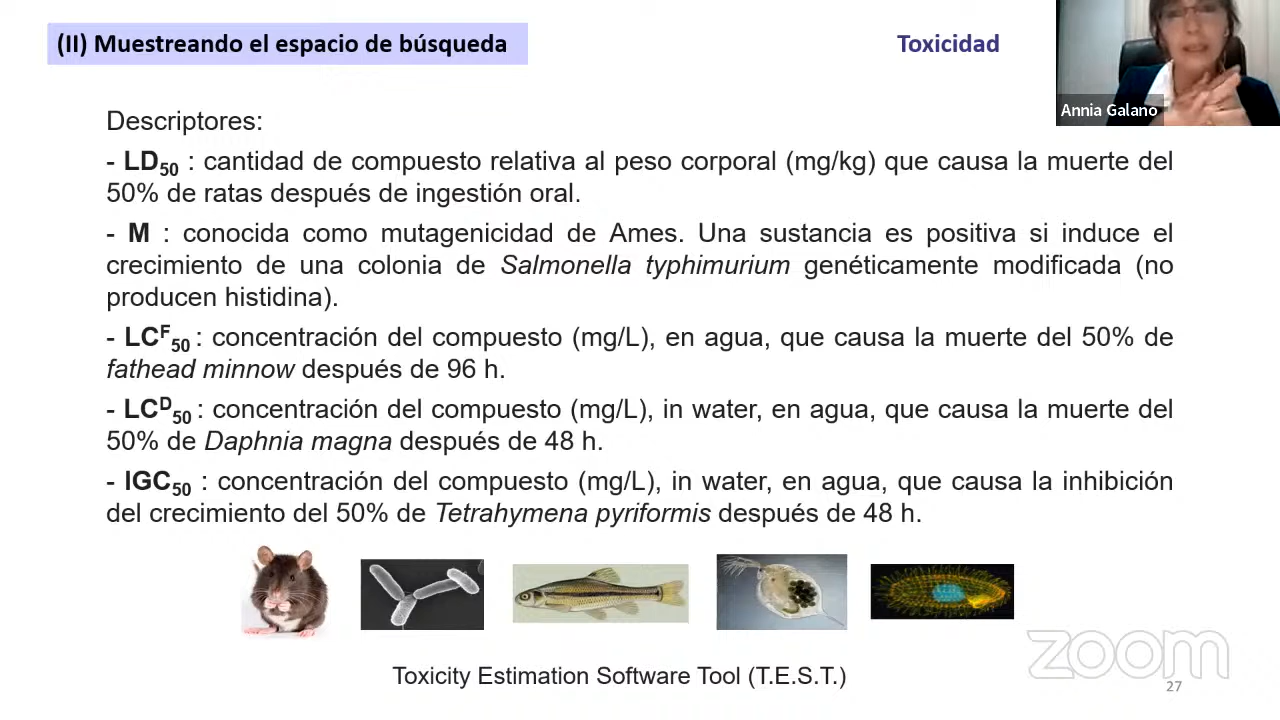 (II) Muestreando el espacio de búsqueda
Toxicidad
Annia Galano
Descriptores:
- LD50 : cantidad de compuesto relativa al peso corporal (mg/kg) que causa la muerte del
50% de ratas después de ingestión oral.
- M : conocida como mutagenicidad de Ames. Una sustancia es positiva si induce el
crecimiento de una colonia de Salmonella typhimurium genéticamente modificada (no
producen histidina).
- LCF50 : concentración del compuesto (mg/L), en agua, que causa la muerte del 50% de
fathead minnow después de 96 h.
- LCD50 : concentración del compuesto (mg/L), in water, en agua, que causa la muerte del
50% de Daphnia magna después de 48 h.
- IGC50 : concentración del compuesto (mg/L), in water, en agua, que causa la inhibición
del crecimiento del 50% de Tetrahymena pyriformis después de 48 h.
Toxicity Estimation Software Tool (T.E.S.T.)
zoom
27